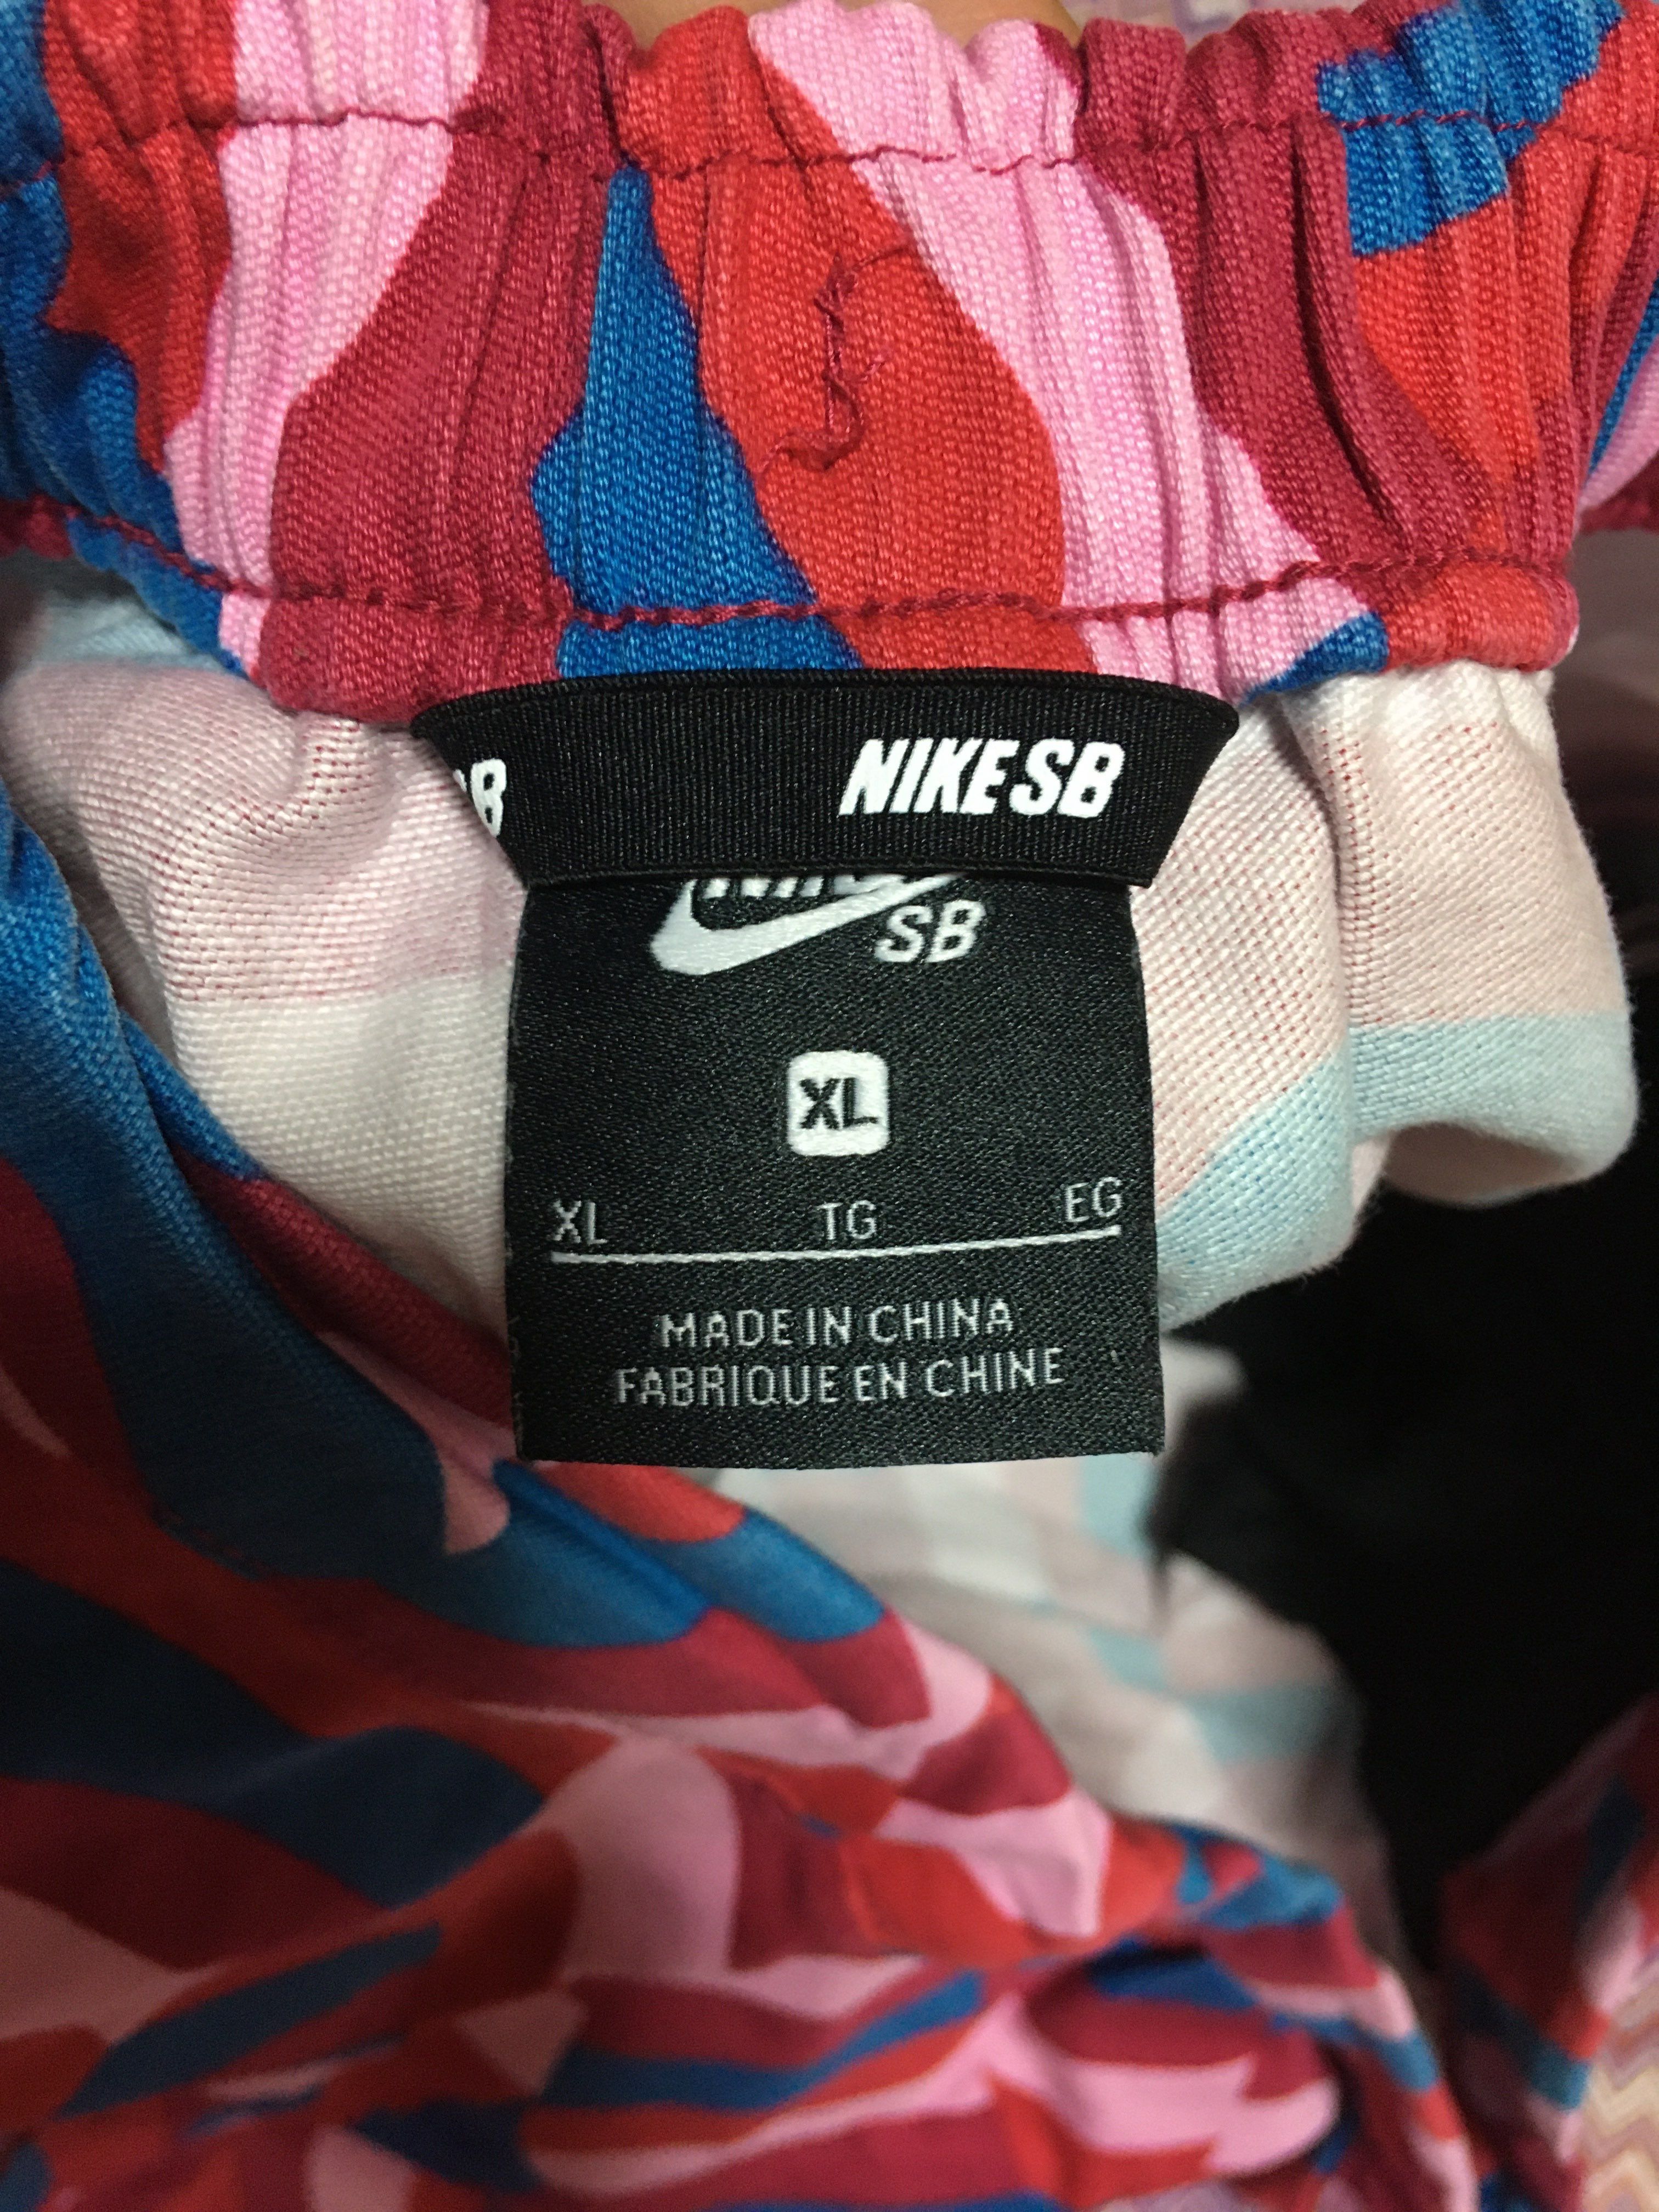 NIKE SB
SB
XL
XL TG EG
MADE IN CHINA
FABRIQUE EN CHINE